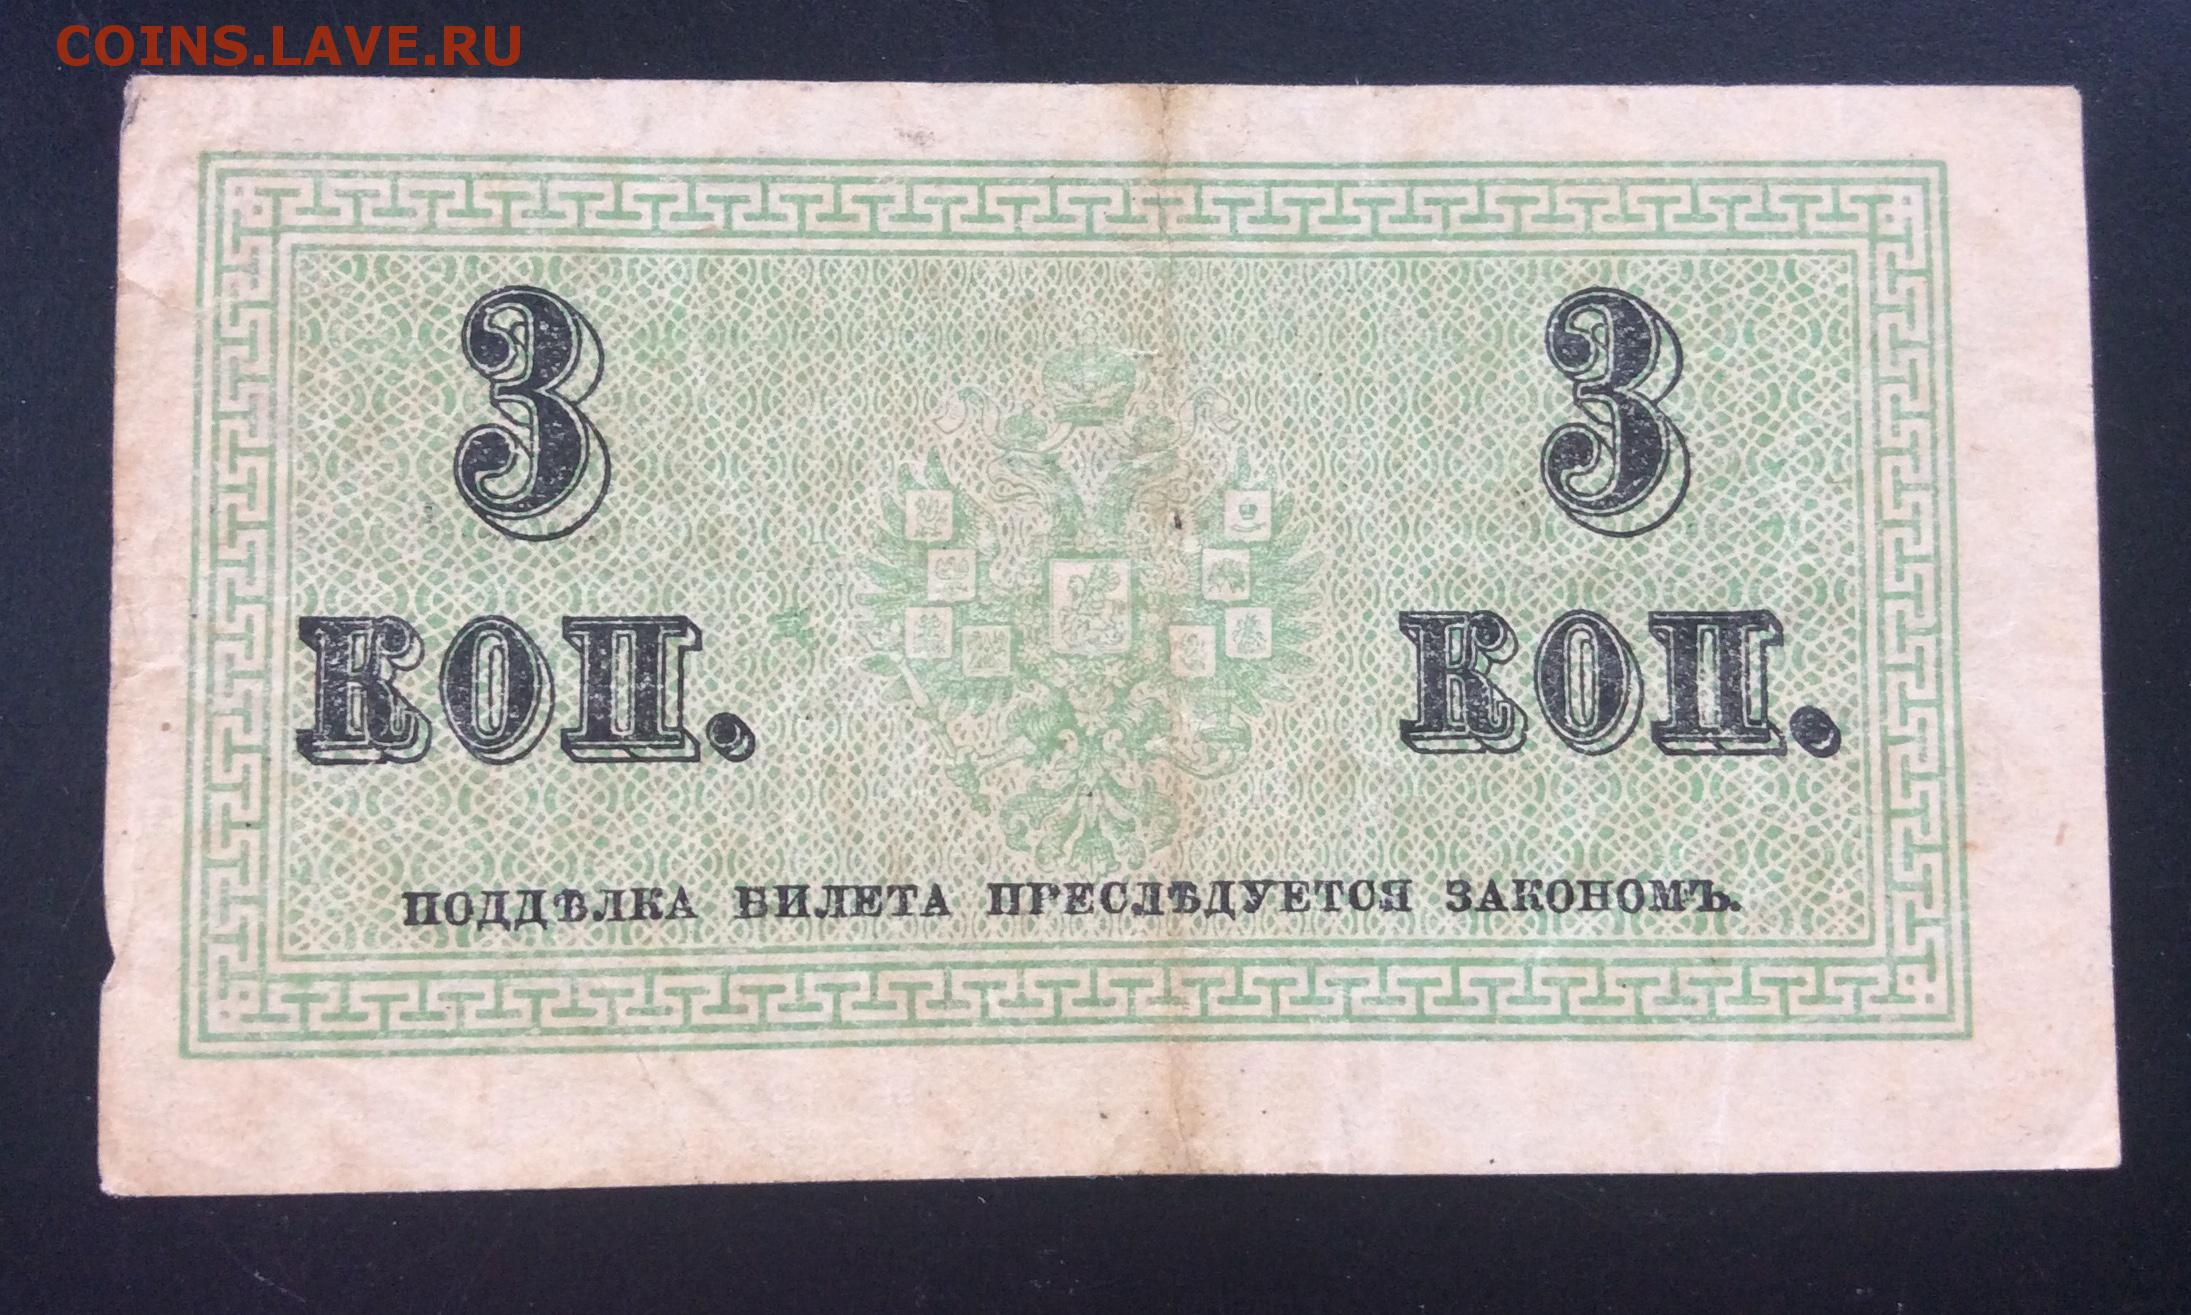 COINS.LAVE.RU
3 3
КОП. КОП.
ПОДДѢЛКА БИЛЕТА ПРЕСЛѢДУЕТСЯ ЗАКОНОМЪ.